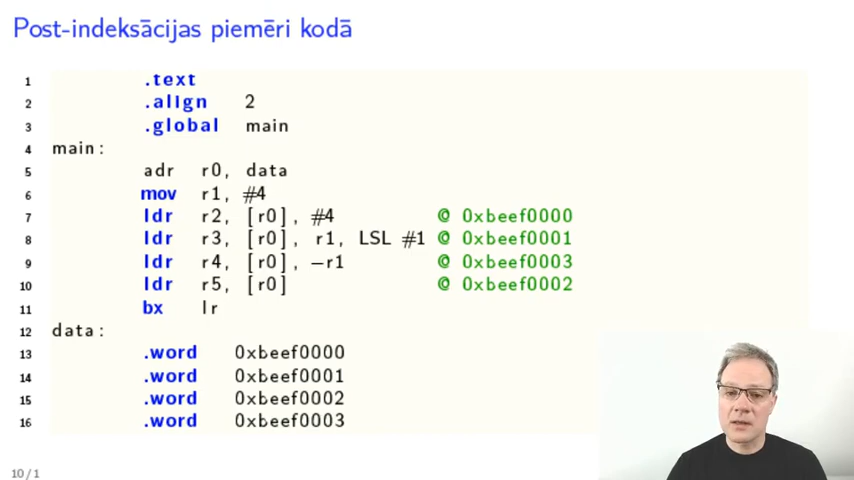 Post-indeksācijas piemēri kodā
1 .text
2 .align 2
3 .global main
4 main:
5 adr r0, data
6 mov r1, #4
7 ldr r2, [r0], #4 @ 0xbeef0000
8 ldr r3, [r0], r1, LSL #1 @ 0xbeef0001
9 ldr r4, [r0], −r1 @ 0xbeef0003
10 ldr r5, [r0] @ 0xbeef0002
11 bx lr
12 data:
13 .word 0xbeef0000
14 .word 0xbeef0001
15 .word 0xbeef0002
16 .word 0xbeef0003
10 / 1